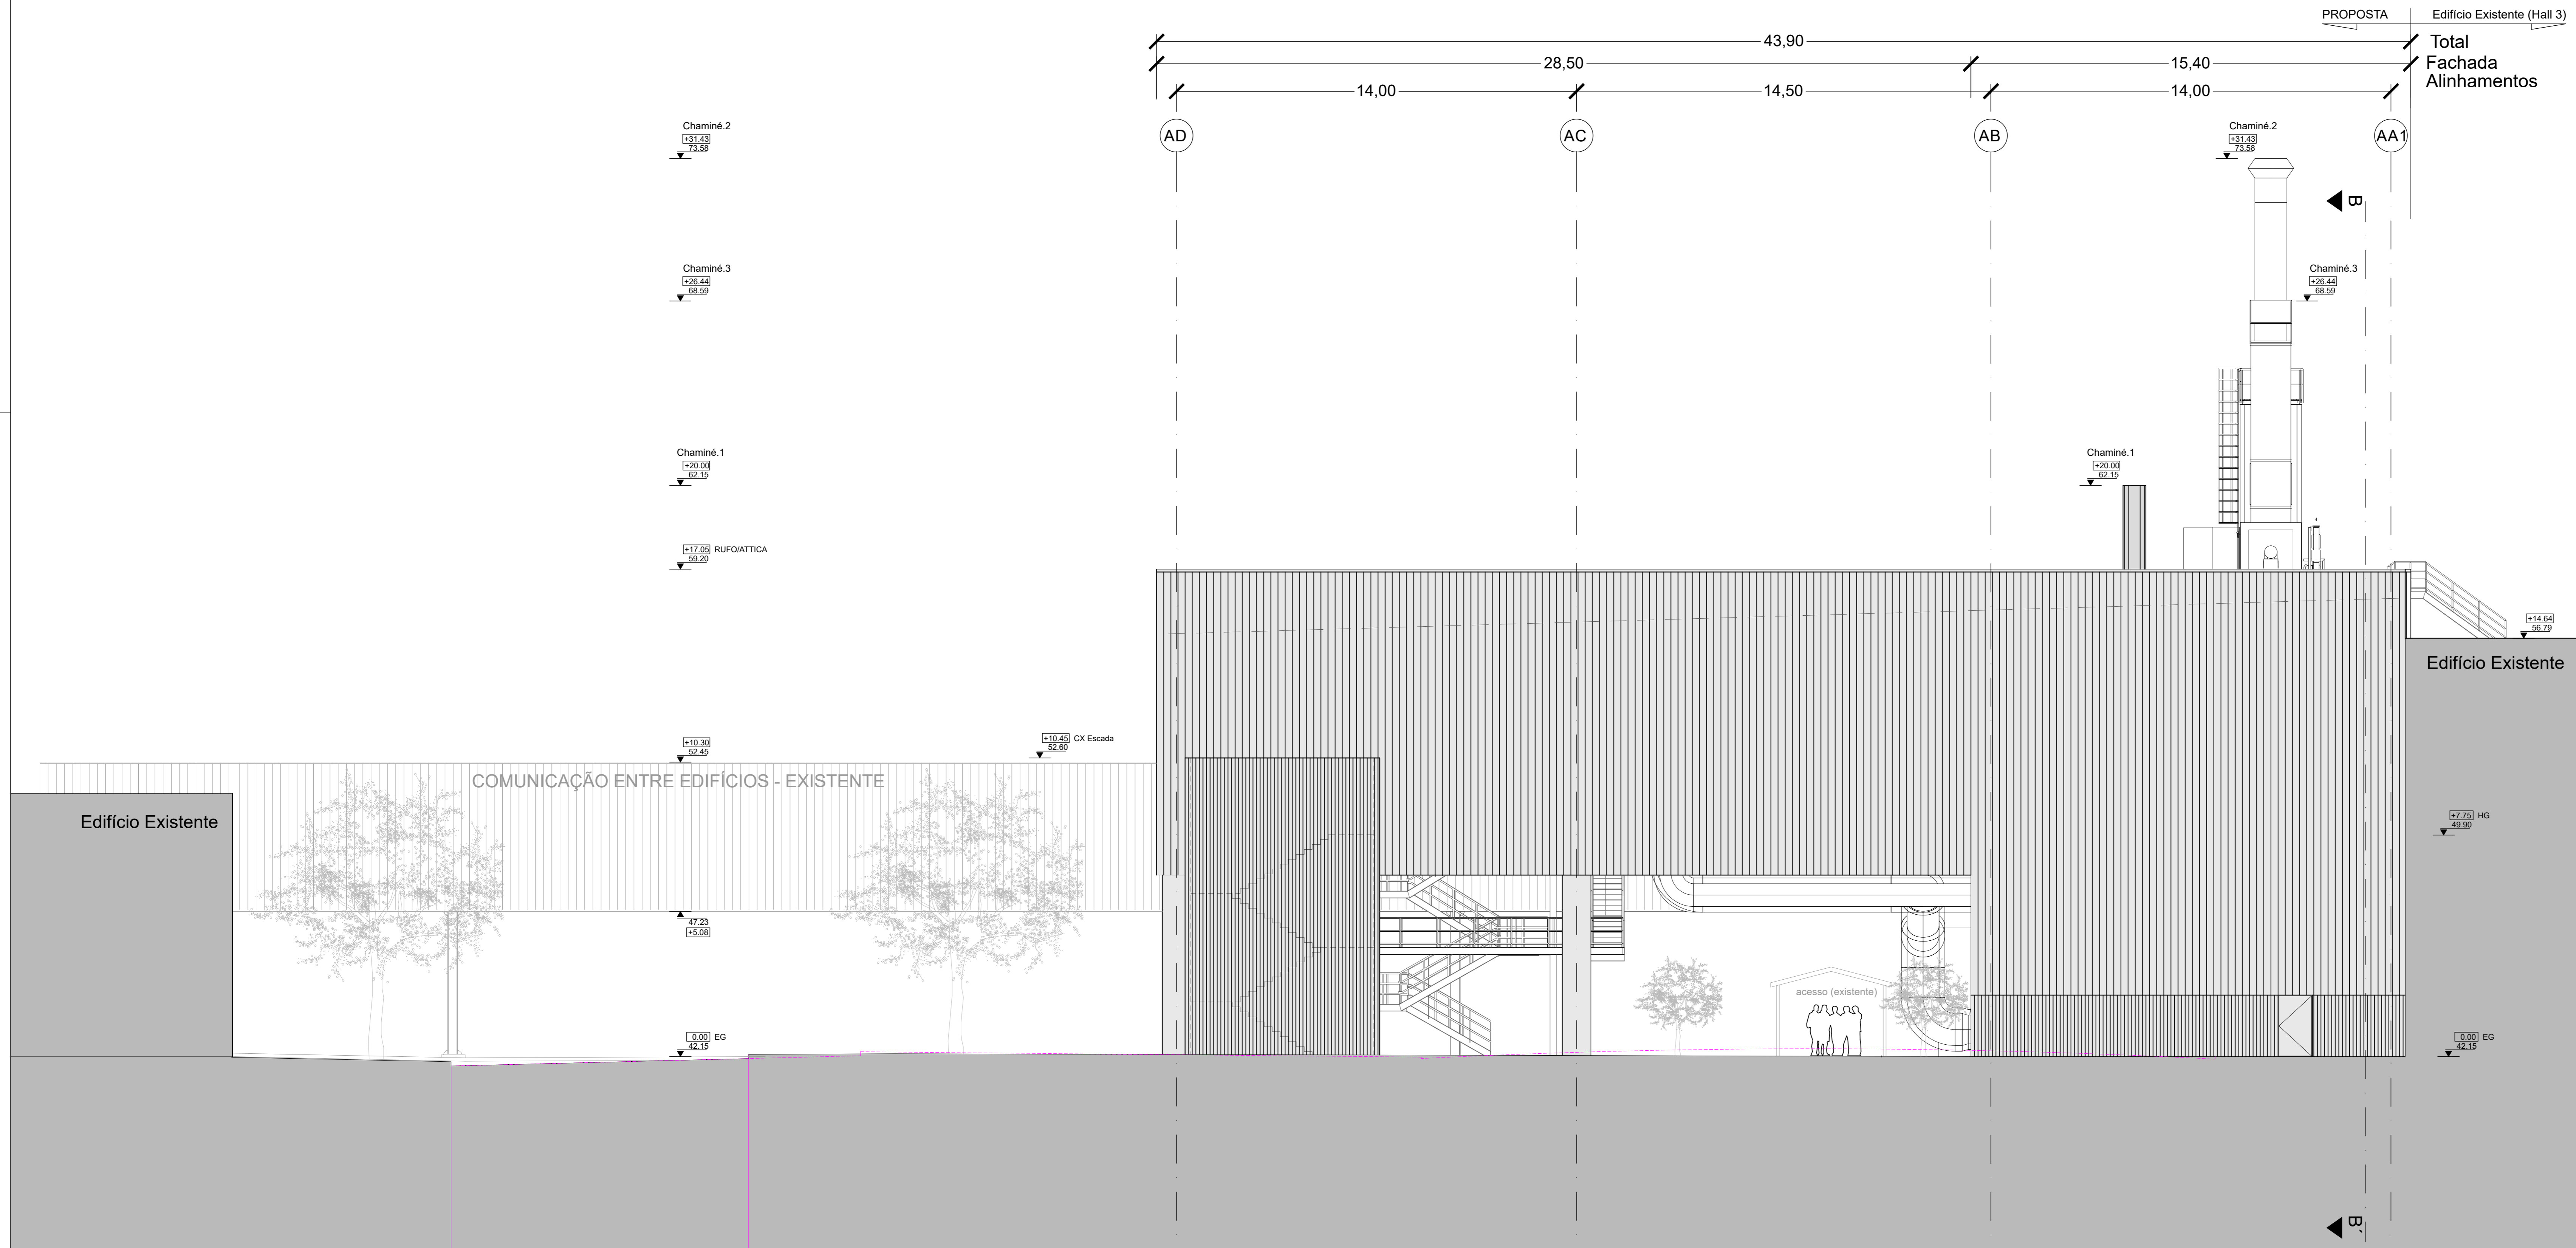 PROPOSTA
Edifício Existente (Hall 3)
43,90
Total
28,50
15,40
Fachada
14,00
14,50
14,00
Alinhamentos
Chaminé.2
+31.43
73.58
AD
AC
AB
Chaminé.2
+31.43
73.58
AA1
B
Chaminé.3
+26.44
68.59
Chaminé.3
+26.44
68.59
Chaminé.1
+20.00
62.15
Chaminé.1
+20.00
62.15
+17.05 RUFO/ATTICA
59.20
+14.64
56.79
Edifício Existente
+10.30
52.45
+10.45 CX Escada
52.60
COMUNICAÇÃO ENTRE EDIFÍCIOS - EXISTENTE
Edifício Existente
+7.75 HG
49.90
47.23
+5.08
acesso (existente)
0.00 EG
42.15
0.00 EG
42.15
B´